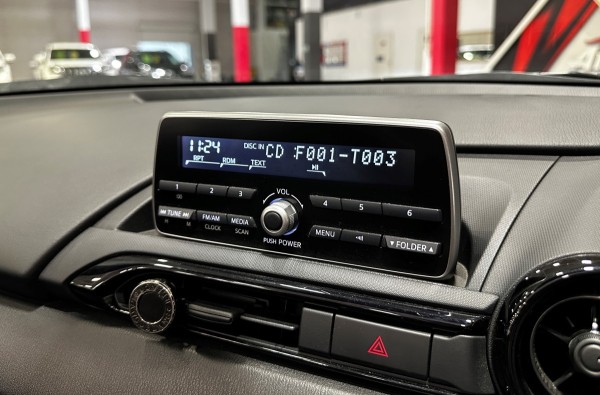 11:24 DISC IN CD :F001-T003
RPT RDM TEXT ▶II
VOL
1 2 3 4 5 6
|◀◀ TUNE ▶▶| FM/AM MEDIA MENU ◀)) ▼ FOLDER ▲
CLOCK SCAN
PUSH POWER